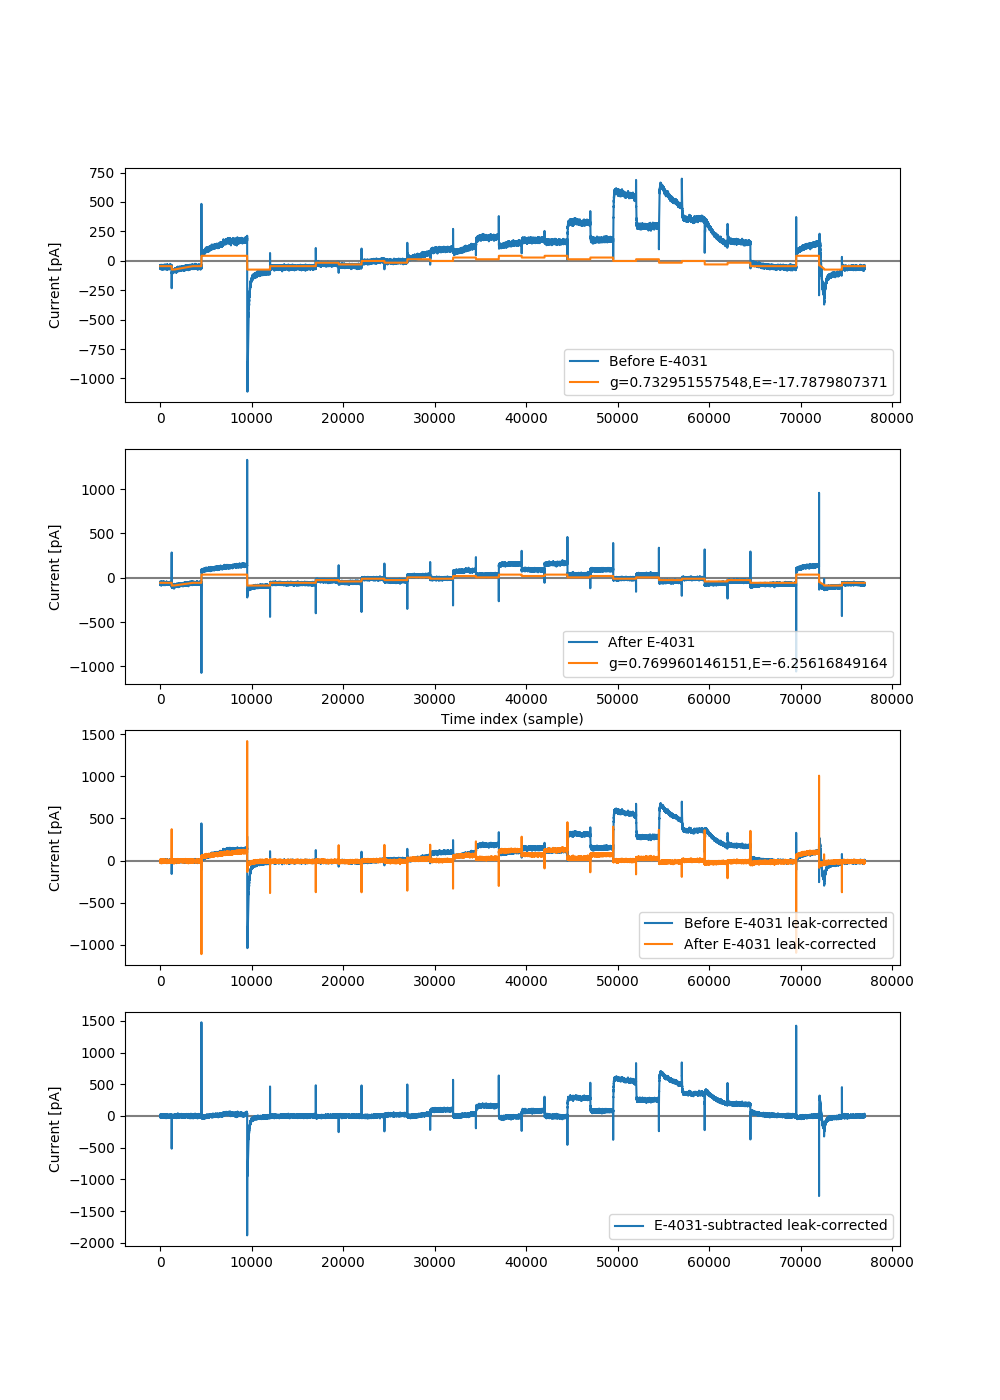 750
500
250
0
−250
−500
−750
−1000
Current [pA]
Before E-4031
g=0.732951557548,E=-17.7879807371
0 10000 20000 30000 40000 50000 60000 70000 80000
1000
500
0
−500
−1000
Current [pA]
After E-4031
g=0.769960146151,E=-6.25616849164
0 10000 20000 30000 40000 50000 60000 70000 80000
Time index (sample)
1500
1000
500
0
−500
−1000
Current [pA]
Before E-4031 leak-corrected
After E-4031 leak-corrected
0 10000 20000 30000 40000 50000 60000 70000 80000
1500
1000
500
0
−500
−1000
−1500
−2000
Current [pA]
E-4031-subtracted leak-corrected
0 10000 20000 30000 40000 50000 60000 70000 80000